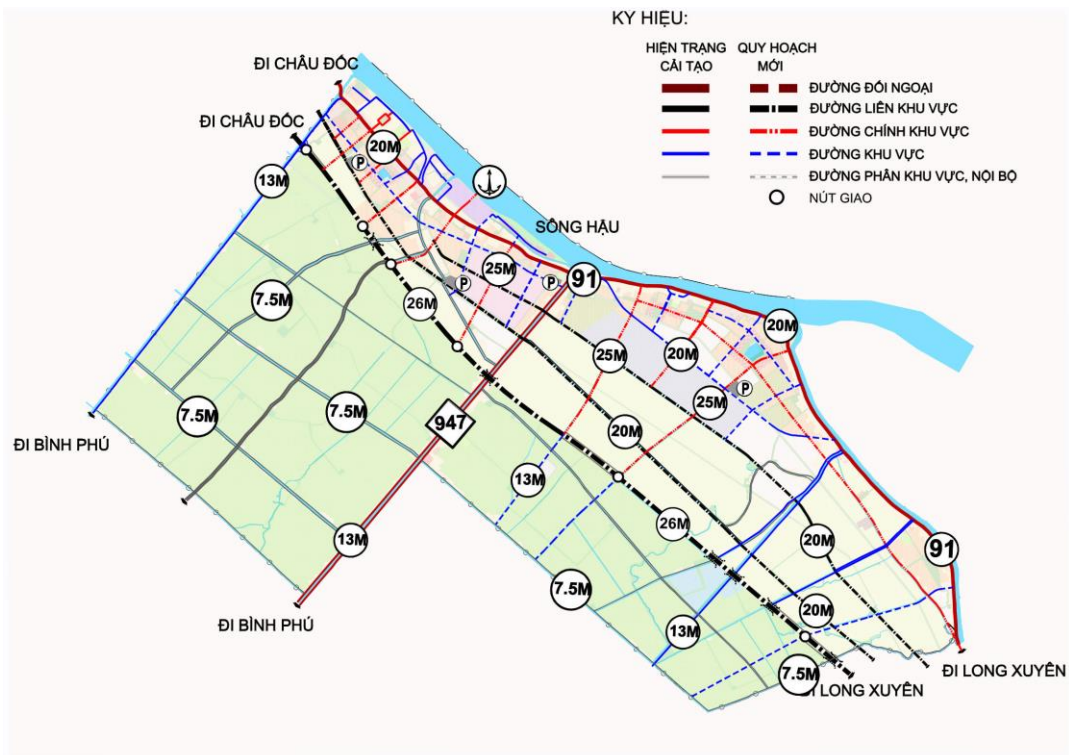 KY HIỆU:
HIỆN TRẠNG
CẢI TẠO
QUY HOẠCH
MỚI
ĐƯỜNG ĐỐI NGOẠI
ĐƯỜNG LIÊN KHU VỰC
ĐƯỜNG CHÍNH KHU VỰC
ĐƯỜNG KHU VỰC
ĐƯỜNG PHÂN KHU VỰC, NỘI BỘ
NÚT GIAO
ĐI CHÂU ĐỐC
ĐI CHÂU ĐỐC
20M
P
13M
SÔNG HẬU
25M
P
P
91
7.5M
26M
20M
25M
20M
P
25M
7.5M
7.5M
947
20M
ĐI BÌNH PHÚ
13M
26M
13M
20M
91
7.5M
20M
ĐI BÌNH PHÚ
13M
7.5M
ĐI LONG XUYÊN
ĐI LONG XUYÊN